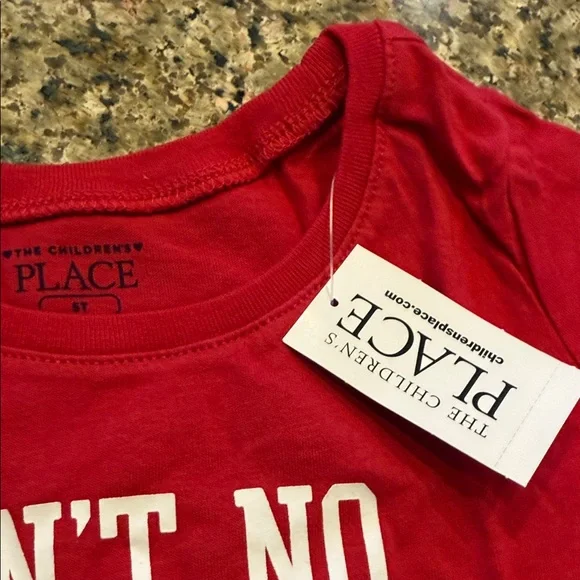 ♥THE CHILDREN'S♥
PLACE
5T
THE CHILDREN'S
PLACE
childrensplace.com
N'T NO